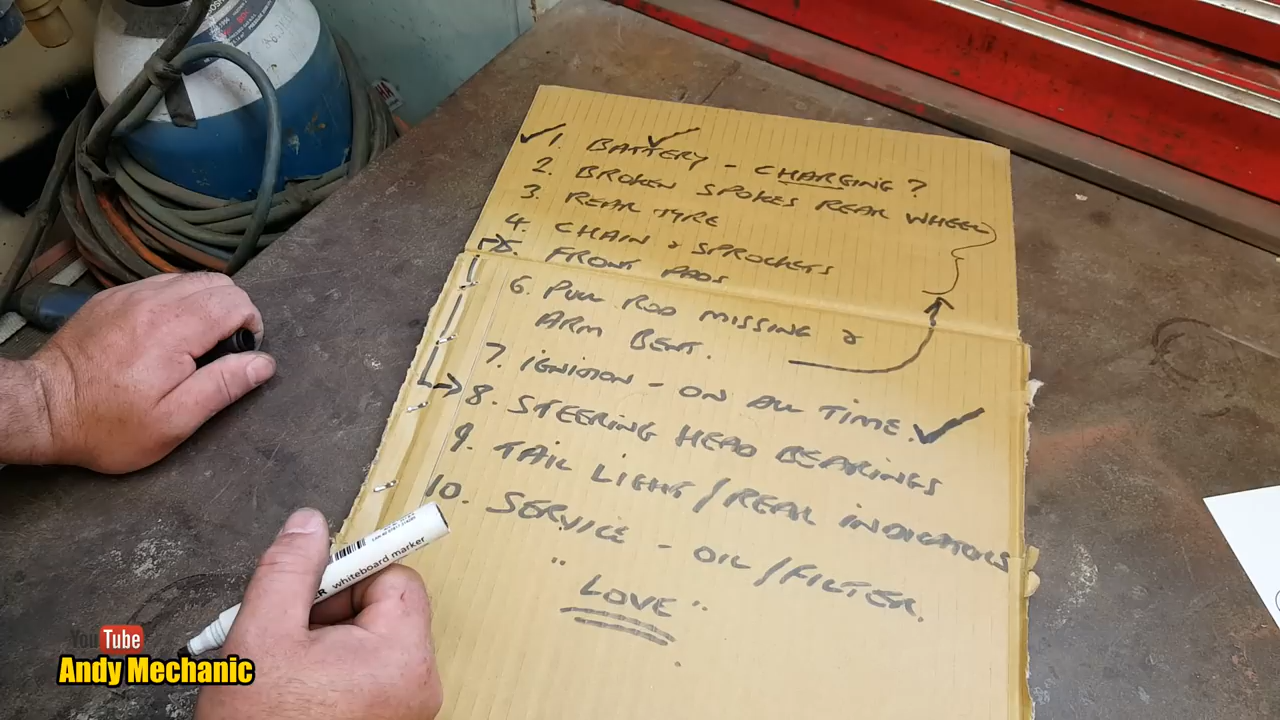 1. BATTERY - CHARGING?
2. BROKEN SPOKES REAR WHEEL
3. REAR TYRE
4. CHAIN & SPROCKETS
5. FRONT PADS
6. PULL ROD MISSING &
ARM BENT.
7. IGNITION - ON ALL TIME.
8. STEERING HEAD BEARINGS
9. TAIL LIGHT/REAR INDICATORS
10. SERVICE - OIL/FILTER.
"LOVE"
whiteboard marker
YouTube
Andy Mechanic